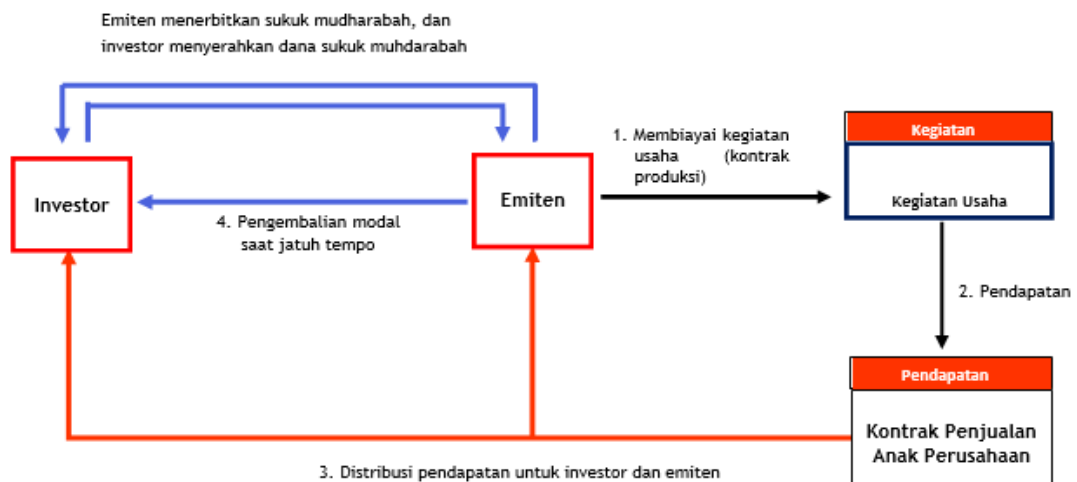 Emiten menerbitkan sukuk mudharabah, dan
investor menyerahkan dana sukuk muhdarabah
1. Membiayai kegiatan
usaha (kontrak
produksi)
Kegiatan
Kegiatan Usaha
Investor
Emiten
4. Pengembalian modal
saat jatuh tempo
2. Pendapatan
Pendapatan
Kontrak Penjualan
Anak Perusahaan
3. Distribusi pendapatan untuk investor dan emiten